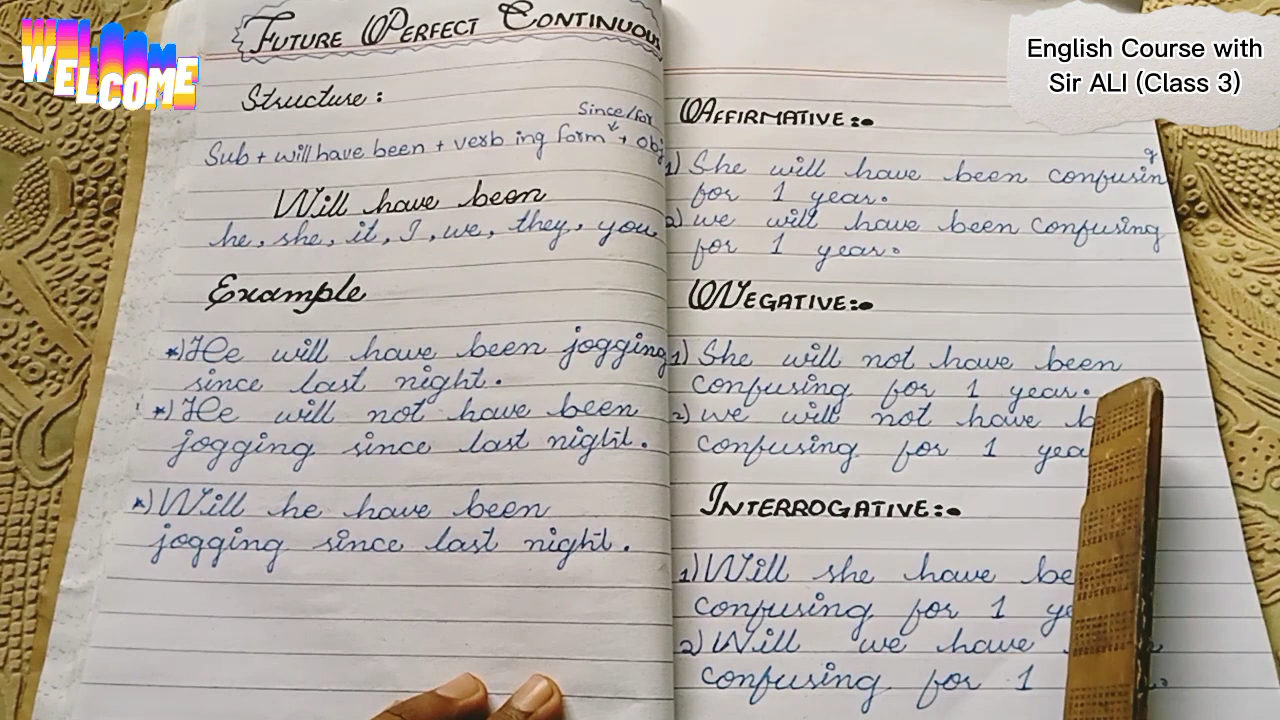 WELCOME
English Course with
Sir ALI (Class 3)
Future Perfect Continuous
Structure:
Since/for
Sub + will have been + verb ing form + obj
Will have been
he, she, it, I, we, they, you
Example
*) He will have been jogging
since last night.
*) He will not have been
jogging since last night.
*) Will he have been
jogging since last night.
Affirmative:-
1) She will have been confusing
for 1 year.
2) we will have been confusing
for 1 year.
Negative:-
1) She will not have been
confusing for 1 year.
2) we will not have
confusing for 1
Interrogative:-
1) Will she have
confusing for 1
2) Will we have
confusing for 1